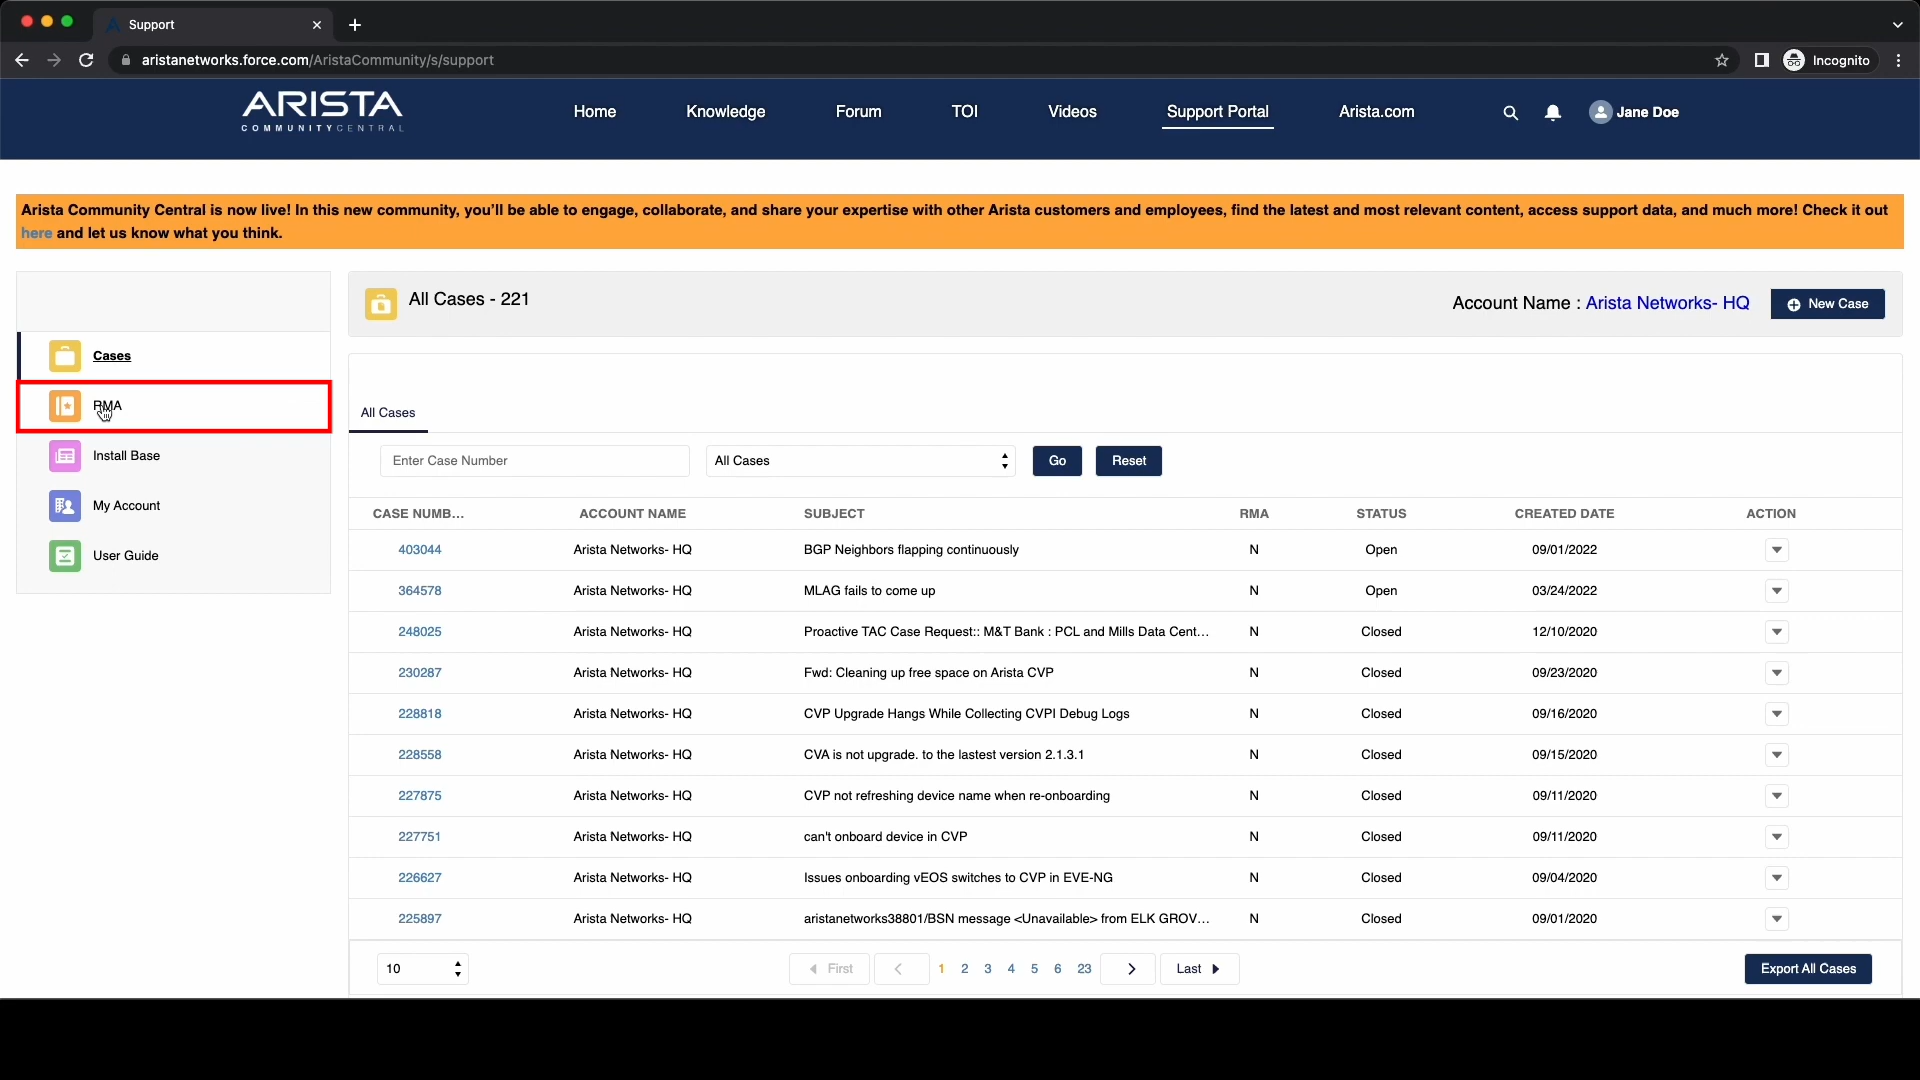 Support
aristanetworks.force.com/AristaCommunity/s/support
Incognito
ARISTA
COMMUNITYCENTRAL
Home
Knowledge
Forum
TOI
Videos
Support Portal
Arista.com
Jane Doe
Arista Community Central is now live! In this new community, you'll be able to engage, collaborate, and share your expertise with other Arista customers and employees, find the latest and most relevant content, access support data, and much more! Check it out
here and let us know what you think.
Cases
RMA
Install Base
My Account
User Guide
All Cases - 221
Account Name : Arista Networks- HQ
New Case
All Cases
Enter Case Number
All Cases
Go
Reset
CASE NUMB... ACCOUNT NAME SUBJECT RMA STATUS CREATED DATE ACTION
403044 Arista Networks- HQ BGP Neighbors flapping continuously N Open 09/01/2022
364578 Arista Networks- HQ MLAG fails to come up N Open 03/24/2022
248025 Arista Networks- HQ Proactive TAC Case Request:: M&T Bank : PCL and Mills Data Cent... N Closed 12/10/2020
230287 Arista Networks- HQ Fwd: Cleaning up free space on Arista CVP N Closed 09/23/2020
228818 Arista Networks- HQ CVP Upgrade Hangs While Collecting CVPI Debug Logs N Closed 09/16/2020
228558 Arista Networks- HQ CVA is not upgrade. to the lastest version 2.1.3.1 N Closed 09/15/2020
227875 Arista Networks- HQ CVP not refreshing device name when re-onboarding N Closed 09/11/2020
227751 Arista Networks- HQ can't onboard device in CVP N Closed 09/11/2020
226627 Arista Networks- HQ Issues onboarding vEOS switches to CVP in EVE-NG N Closed 09/04/2020
225897 Arista Networks- HQ aristanetworks38801/BSN message <Unavailable> from ELK GROV... N Closed 09/01/2020
10
First
1 2 3 4 5 6 23
Last
Export All Cases